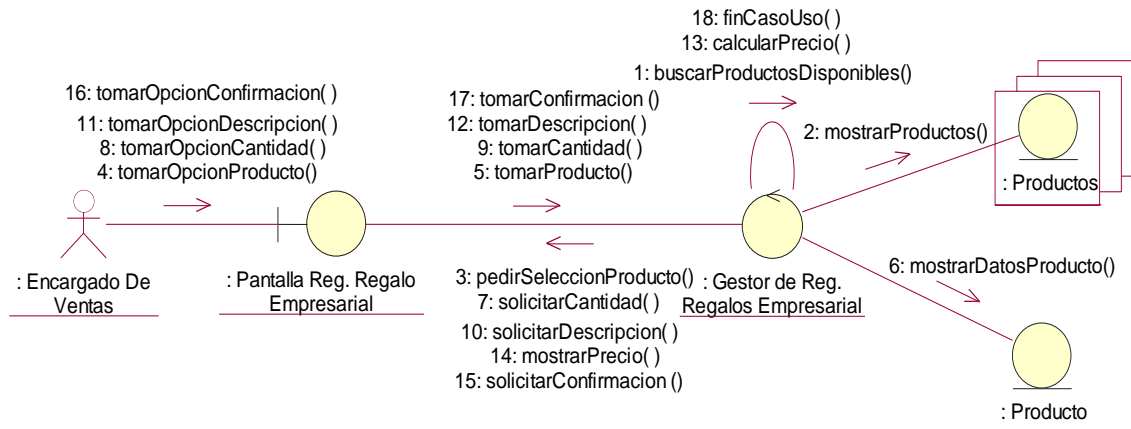 18: finCasoUso( )
13: calcularPrecio( )
1: buscarProductosDisponibles()
16: tomarOpcionConfirmacion( )
11: tomarOpcionDescripcion( )
8: tomarOpcionCantidad( )
4: tomarOpcionProducto()
17: tomarConfirmacion ()
12: tomarDescripcion( )
9: tomarCantidad( )
5: tomarProducto( )
2: mostrarProductos()
: Productos
: Encargado De
Ventas
: Pantalla Reg. Regalo
Empresarial
3: pedirSeleccionProducto()
7: solicitarCantidad( )
10: solicitarDescripcion( )
14: mostrarPrecio( )
15: solicitarConfirmacion ()
: Gestor de Reg.
Regalos Empresarial
6: mostrarDatosProducto()
: Producto